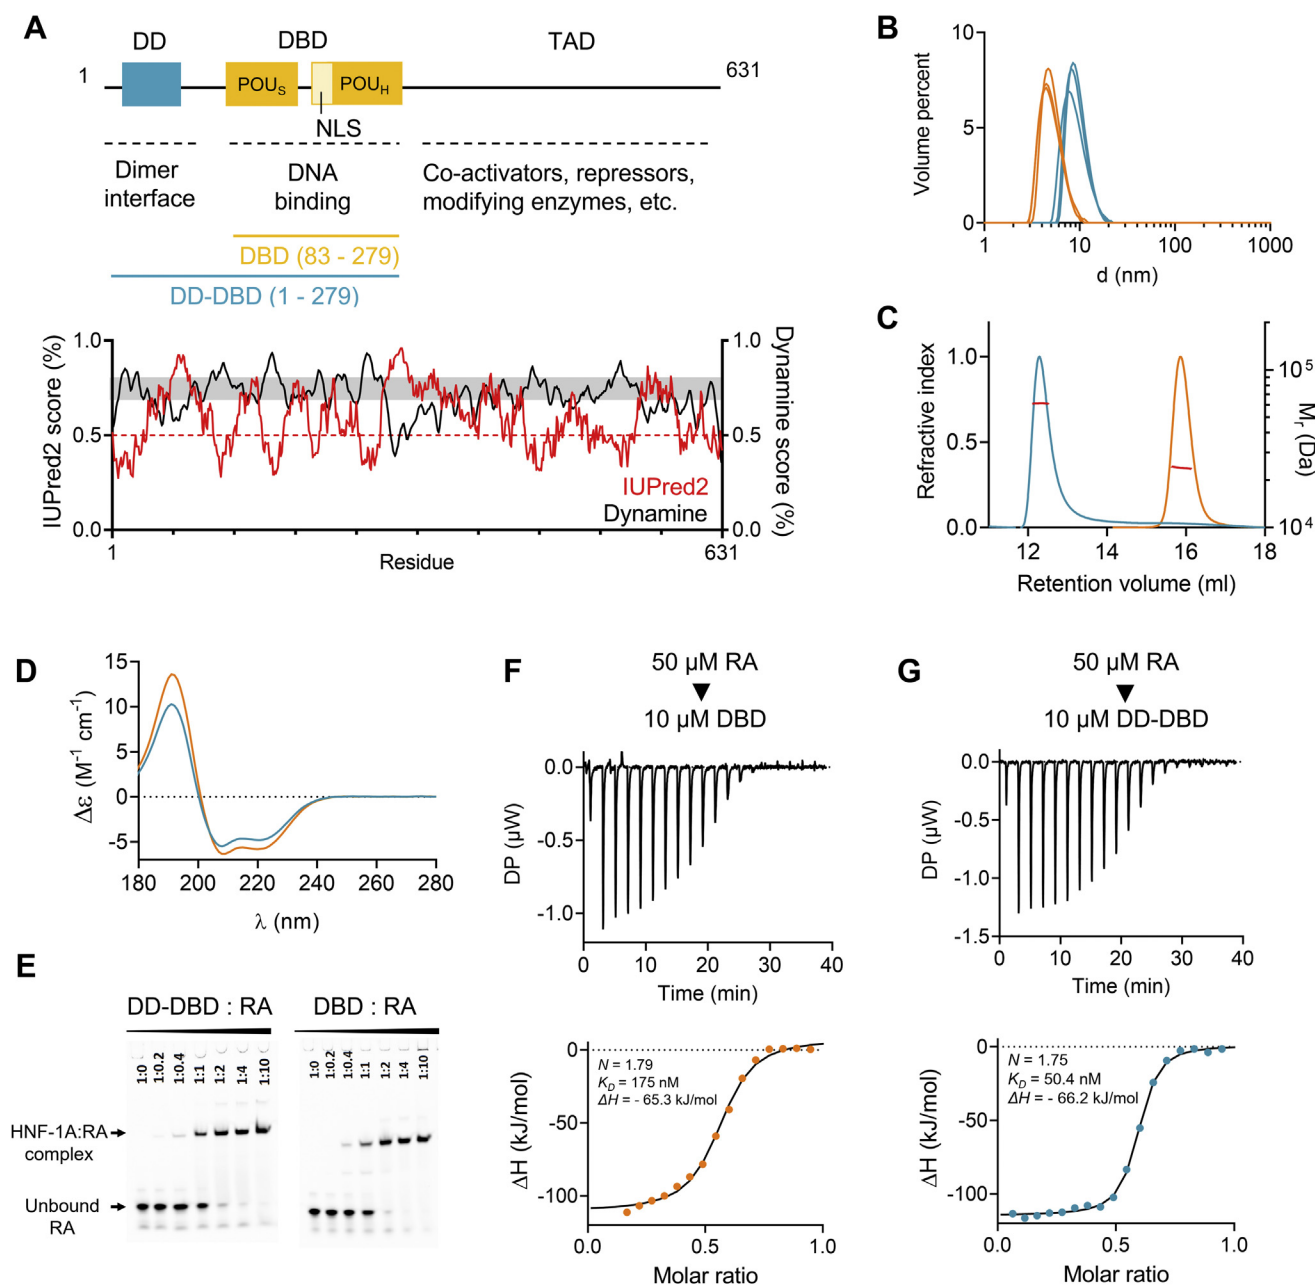 A
DD
DBD
TAD
1
631
POUS
POUH
NLS
Dimer
interface
DNA
binding
Co-activators, repressors,
modifying enzymes, etc.
DBD (83 - 279)
DD-DBD (1 - 279)
IUPred2 score (%)
1.0
0.5
0.0
1.0
0.5
0.0
Dynamine score (%)
IUPred2
Dynamine
1
Residue
631
B
Volume percent
10
5
0
1
10
100
1000
d (nm)
C
Refractive index
1.0
0.5
0.0
10^5
10^4
Mr (Da)
12
14
16
18
Retention volume (ml)
D
Δε (M-1 cm-1)
15
10
5
0
-5
180
200
220
240
260
280
λ (nm)
E
DD-DBD : RA
DBD : RA
1:0
1:0.2
1:0.4
1:1
1:2
1:4
1:10
1:0
1:0.2
1:0.4
1:1
1:2
1:4
1:10
HNF-1A:RA
complex
Unbound
RA
F
50 µM RA
10 µM DBD
DP (µW)
0.0
-0.5
-1.0
0
10
20
30
40
Time (min)
ΔH (kJ/mol)
0
-50
-100
N = 1.79
KD = 175 nM
ΔH = - 65.3 kJ/mol
0.0
0.5
1.0
Molar ratio
G
50 µM RA
10 µM DD-DBD
DP (µW)
0.0
-0.5
-1.0
-1.5
0
10
20
30
40
Time (min)
ΔH (kJ/mol)
0
-50
-100
N = 1.75
KD = 50.4 nM
ΔH = - 66.2 kJ/mol
0.0
0.5
1.0
Molar ratio